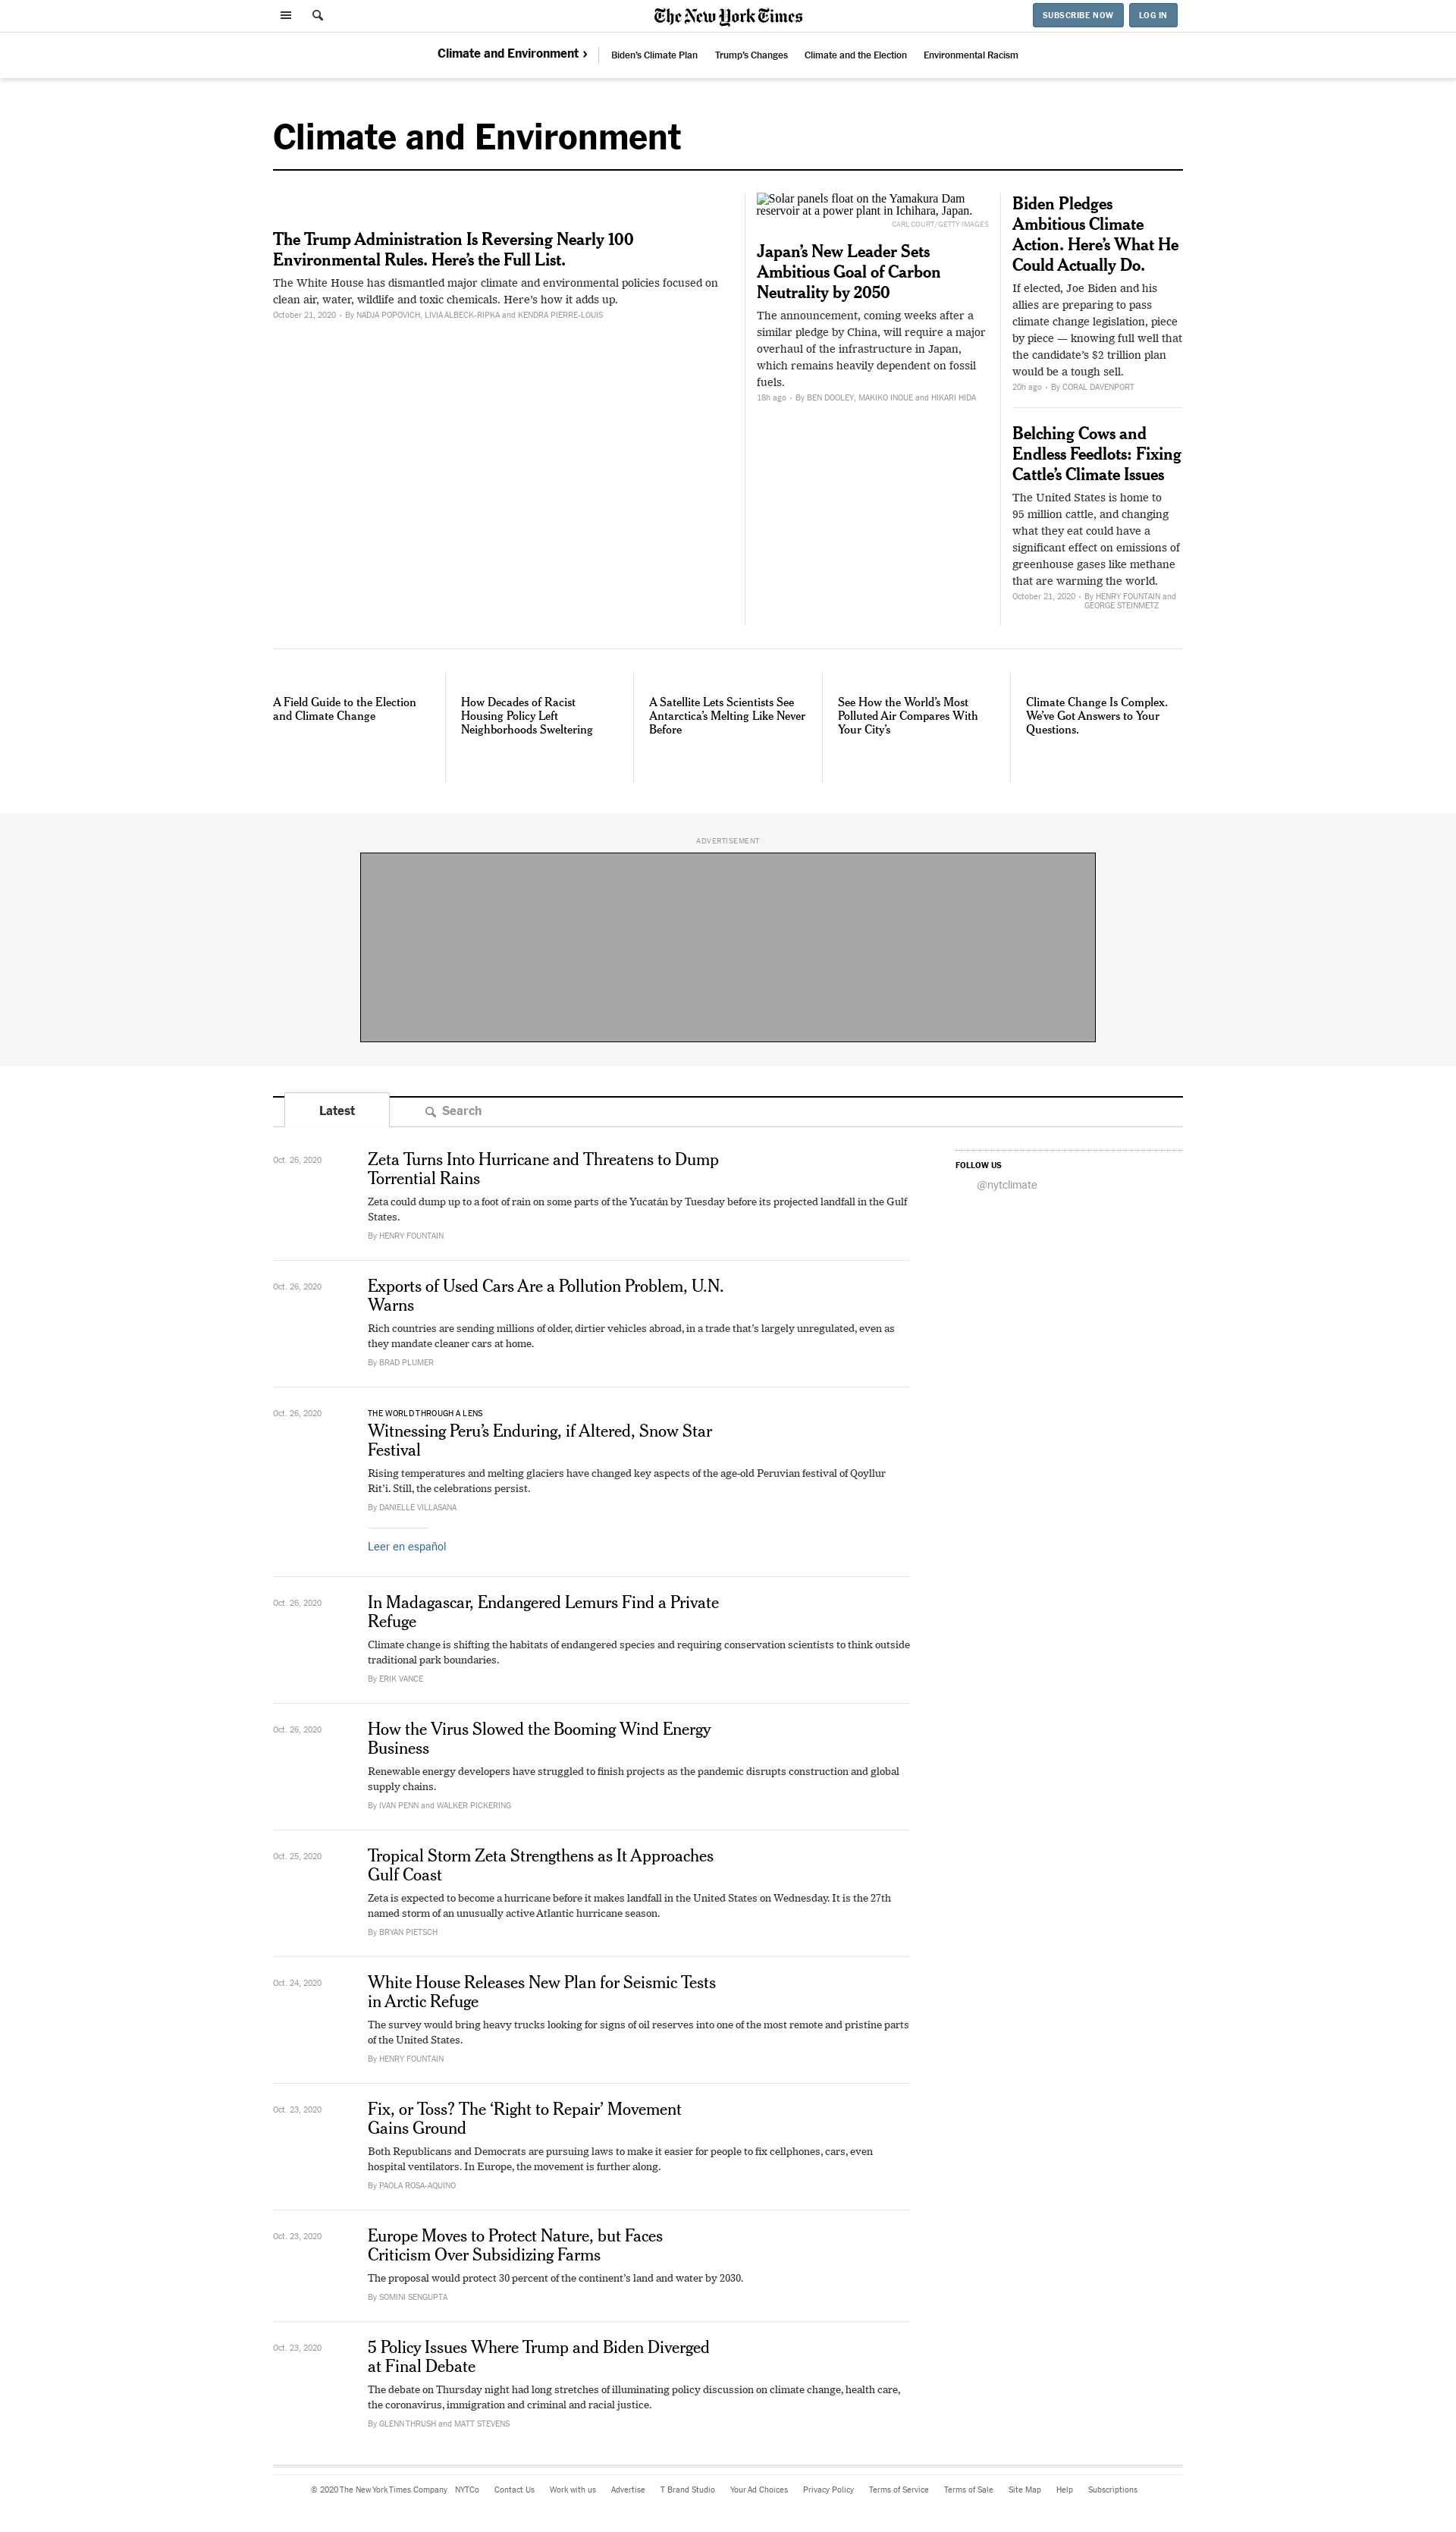 The New York Times
SUBSCRIBE NOW
LOG IN
Climate and Environment ›
Biden's Climate Plan
Trump's Changes
Climate and the Election
Environmental Racism
Climate and Environment
The Trump Administration Is Reversing Nearly 100
Environmental Rules. Here's the Full List.
The White House has dismantled major climate and environmental policies focused on
clean air, water, wildlife and toxic chemicals. Here's how it adds up.
October 21, 2020 • By NADJA POPOVICH, LIVIA ALBECK-RIPKA and KENDRA PIERRE-LOUIS
Solar panels float on the Yamakura Dam
reservoir at a power plant in Ichihara, Japan.
CARL COURT/GETTY IMAGES
Japan's New Leader Sets
Ambitious Goal of Carbon
Neutrality by 2050
The announcement, coming weeks after a
similar pledge by China, will require a major
overhaul of the infrastructure in Japan,
which remains heavily dependent on fossil
fuels.
18h ago • By BEN DOOLEY, MAKIKO INOUE and HIKARI HIDA
Biden Pledges
Ambitious Climate
Action. Here's What He
Could Actually Do.
If elected, Joe Biden and his
allies are preparing to pass
climate change legislation, piece
by piece — knowing full well that
the candidate's $2 trillion plan
would be a tough sell.
20h ago • By CORAL DAVENPORT
Belching Cows and
Endless Feedlots: Fixing
Cattle's Climate Issues
The United States is home to
95 million cattle, and changing
what they eat could have a
significant effect on emissions of
greenhouse gases like methane
that are warming the world.
October 21, 2020 • By HENRY FOUNTAIN and
GEORGE STEINMETZ
A Field Guide to the Election
and Climate Change
How Decades of Racist
Housing Policy Left
Neighborhoods Sweltering
A Satellite Lets Scientists See
Antarctica's Melting Like Never
Before
See How the World's Most
Polluted Air Compares With
Your City's
Climate Change Is Complex.
We've Got Answers to Your
Questions.
ADVERTISEMENT
Latest
Search
Oct. 26, 2020
Zeta Turns Into Hurricane and Threatens to Dump
Torrential Rains
Zeta could dump up to a foot of rain on some parts of the Yucatán by Tuesday before its projected landfall in the Gulf
States.
By HENRY FOUNTAIN
FOLLOW US
@nytclimate
Oct. 26, 2020
Exports of Used Cars Are a Pollution Problem, U.N.
Warns
Rich countries are sending millions of older, dirtier vehicles abroad, in a trade that's largely unregulated, even as
they mandate cleaner cars at home.
By BRAD PLUMER
Oct. 26, 2020
THE WORLD THROUGH A LENS
Witnessing Peru's Enduring, if Altered, Snow Star
Festival
Rising temperatures and melting glaciers have changed key aspects of the age-old Peruvian festival of Qoyllur
Rit'i. Still, the celebrations persist.
By DANIELLE VILLASANA
Leer en español
Oct. 26, 2020
In Madagascar, Endangered Lemurs Find a Private
Refuge
Climate change is shifting the habitats of endangered species and requiring conservation scientists to think outside
traditional park boundaries.
By ERIK VANCE
Oct. 26, 2020
How the Virus Slowed the Booming Wind Energy
Business
Renewable energy developers have struggled to finish projects as the pandemic disrupts construction and global
supply chains.
By IVAN PENN and WALKER PICKERING
Oct. 25, 2020
Tropical Storm Zeta Strengthens as It Approaches
Gulf Coast
Zeta is expected to become a hurricane before it makes landfall in the United States on Wednesday. It is the 27th
named storm of an unusually active Atlantic hurricane season.
By BRYAN PIETSCH
Oct. 24, 2020
White House Releases New Plan for Seismic Tests
in Arctic Refuge
The survey would bring heavy trucks looking for signs of oil reserves into one of the most remote and pristine parts
of the United States.
By HENRY FOUNTAIN
Oct. 23, 2020
Fix, or Toss? The 'Right to Repair' Movement
Gains Ground
Both Republicans and Democrats are pursuing laws to make it easier for people to fix cellphones, cars, even
hospital ventilators. In Europe, the movement is further along.
By PAOLA ROSA-AQUINO
Oct. 23, 2020
Europe Moves to Protect Nature, but Faces
Criticism Over Subsidizing Farms
The proposal would protect 30 percent of the continent's land and water by 2030.
By SOMINI SENGUPTA
Oct. 23, 2020
5 Policy Issues Where Trump and Biden Diverged
at Final Debate
The debate on Thursday night had long stretches of illuminating policy discussion on climate change, health care,
the coronavirus, immigration and criminal and racial justice.
By GLENN THRUSH and MATT STEVENS
© 2020 The New York Times Company NYTCo Contact Us Work with us Advertise T Brand Studio Your Ad Choices Privacy Policy Terms of Service Terms of Sale Site Map Help Subscriptions